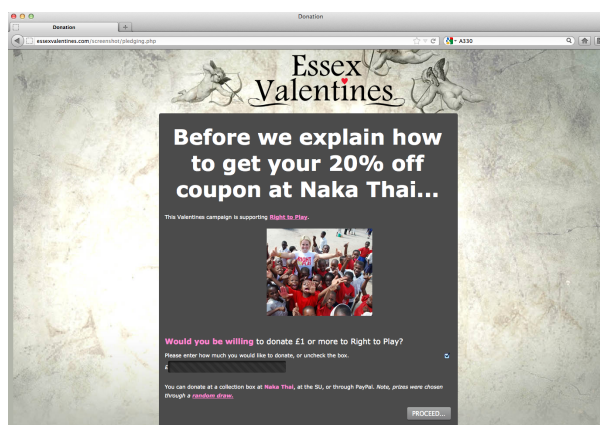 Donation
Donation
essexvalentines.com/screenshot/pledging.php
A330
Essex
Valentines
Before we explain how
to get your 20% off
coupon at Naka Thai...
This Valentines campaign is supporting Right to Play.
Would you be willing to donate £1 or more to Right to Play?
Please enter how much you would like to donate, or uncheck the box.
£
You can donate at a collection box at Naka Thai, at the SU, or through PayPal. Note, prizes were chosen
through a random draw.
PROCEED...